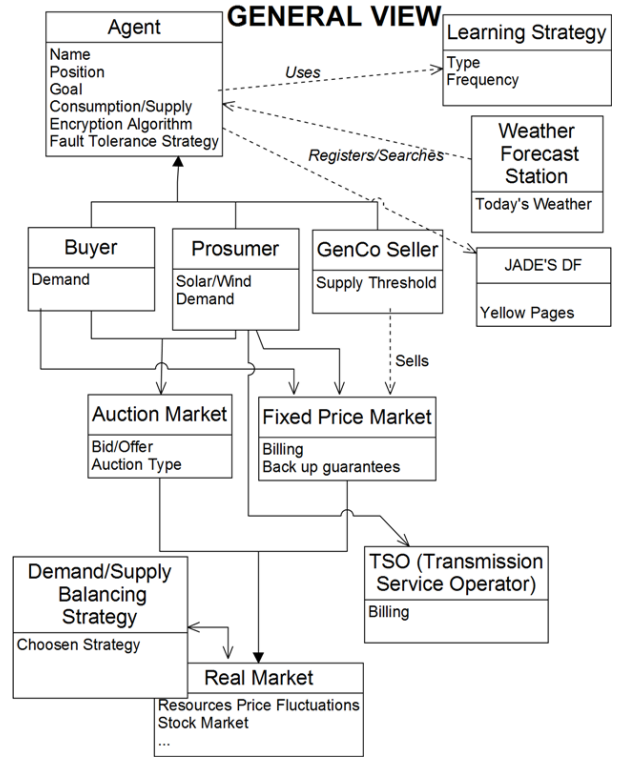 GENERAL VIEW
Agent
Name
Position
Goal
Consumption/Supply
Encryption Algorithm
Fault Tolerance Strategy
Uses
Learning Strategy
Type
Frequency
Registers/Searches
Weather
Forecast
Station
Today's Weather
JADE'S DF
Yellow Pages
Buyer
Demand
Prosumer
Solar/Wind
Demand
GenCo Seller
Supply Threshold
Sells
Auction Market
Bid/Offer
Auction Type
Fixed Price Market
Billing
Back up guarantees
TSO (Transmission
Service Operator)
Billing
Demand/Supply
Balancing
Strategy
Choosen Strategy
Real Market
Resources Price Fluctuations
Stock Market
...